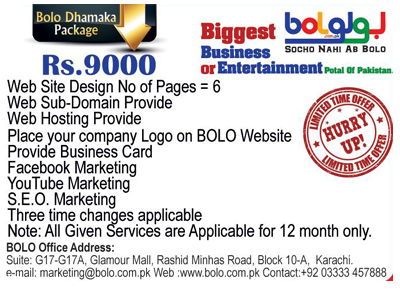 Bolo Dhamaka
Package
Rs.9000
Biggest
Business
or Entertainment Potal Of Pakistan.
بولو
bolo
SOCHO NAHI AB BOLO
Web Site Design No of Pages = 6
Web Sub-Domain Provide
Web Hosting Provide
Place your company Logo on BOLO Website
Provide Business Card
Facebook Marketing
YouTube Marketing
S.E.O. Marketing
Three time changes applicable
Note: All Given Services are Applicable for 12 month only.
LIMITED TIME OFFER
HURRY
UP!
LIMITED TIME OFFER
BOLO Office Address:
Suite: G17-G17A, Glamour Mall, Rashid Minhas Road, Block 10-A, Karachi.
e-mail: marketing@bolo.com.pk Web :www.bolo.com.pk Contact:+92 03333 457888